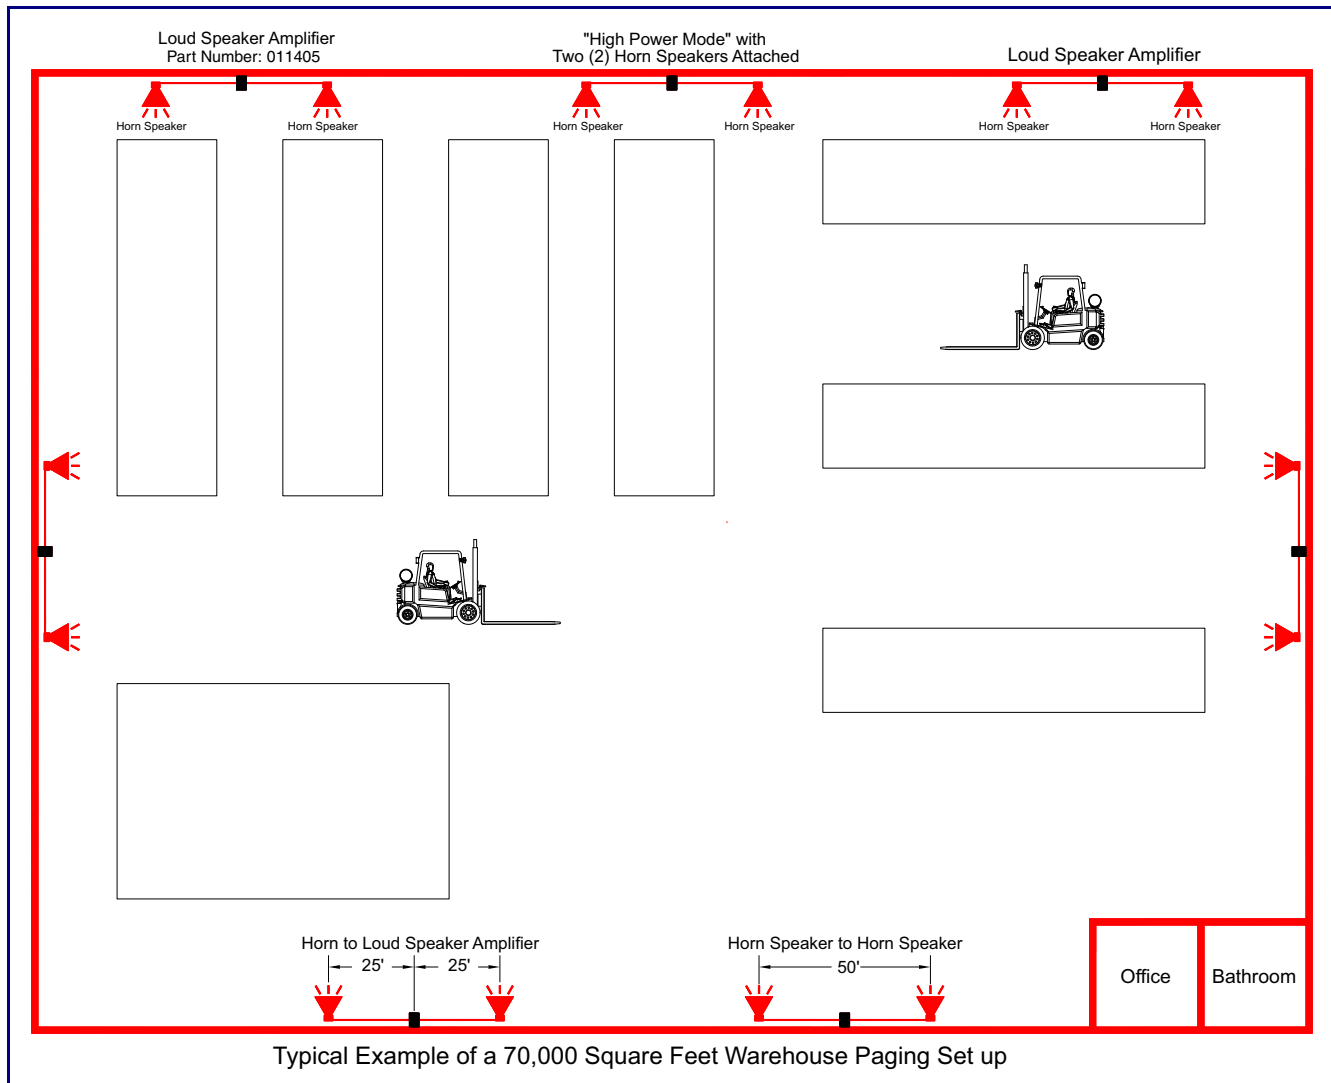 Loud Speaker Amplifier
Part Number: 011405
"High Power Mode" with
Two (2) Horn Speakers Attached
Loud Speaker Amplifier
Horn Speaker
Horn Speaker
Horn Speaker
Horn Speaker
Horn Speaker
Horn Speaker
Horn to Loud Speaker Amplifier
25'
25'
Horn Speaker to Horn Speaker
50'
Office
Bathroom
Typical Example of a 70,000 Square Feet Warehouse Paging Set up